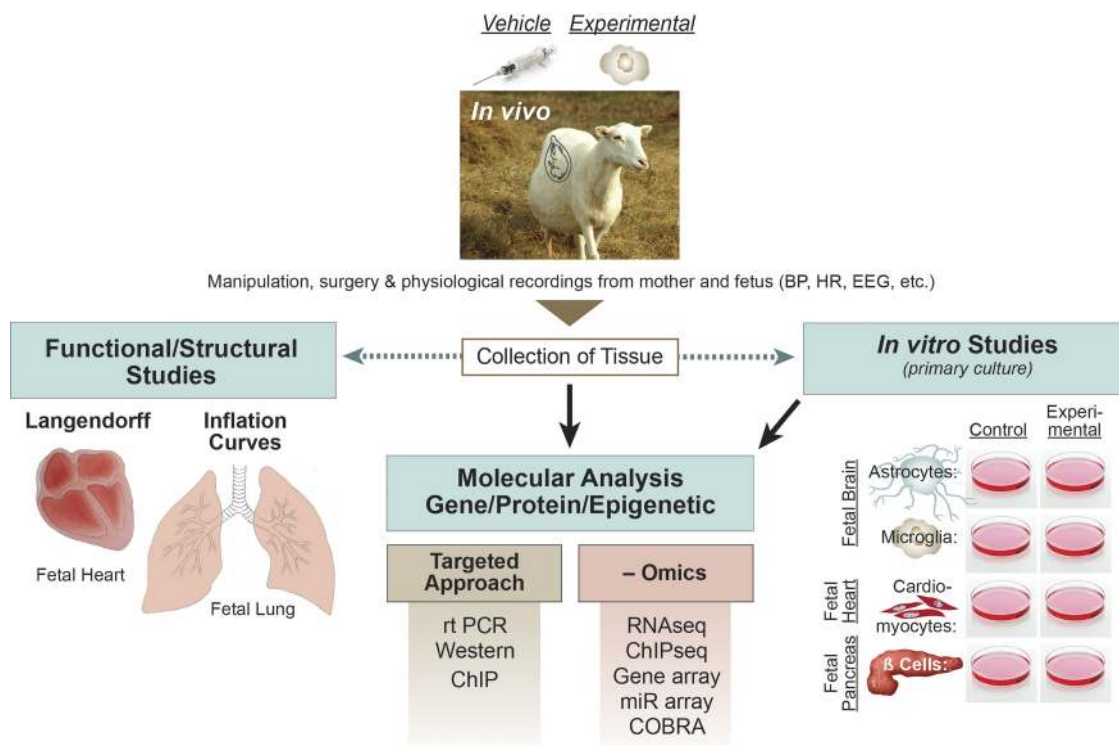 Vehicle Experimental
In vivo
Manipulation, surgery & physiological recordings from mother and fetus (BP, HR, EEG, etc.)
Functional/Structural
Studies
Collection of Tissue
In vitro Studies
(primary culture)
Langendorff
Inflation
Curves
Fetal Heart
Fetal Lung
Molecular Analysis
Gene/Protein/Epigenetic
Targeted
Approach
rt PCR
Western
ChIP
– Omics
RNAseq
ChIPseq
Gene array
miR array
COBRA
Control
Experi-
mental
Fetal Brain
Astrocytes:
Microglia:
Fetal
Heart
Cardio-
myocytes:
Fetal
Pancreas
ß Cells: